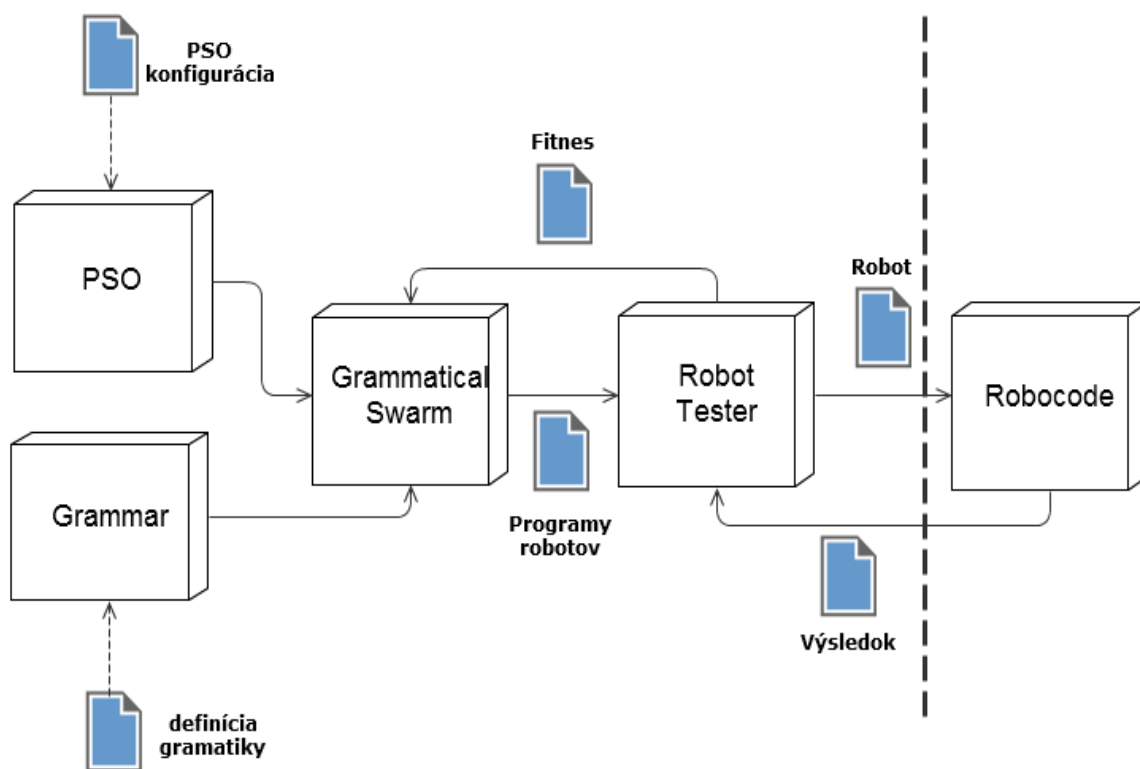 PSO
konfigurácia
Fitnes
PSO
Robot
Grammatical
Swarm
Robot
Tester
Robocode
Grammar
Programy
robotov
Výsledok
definícia
gramatiky